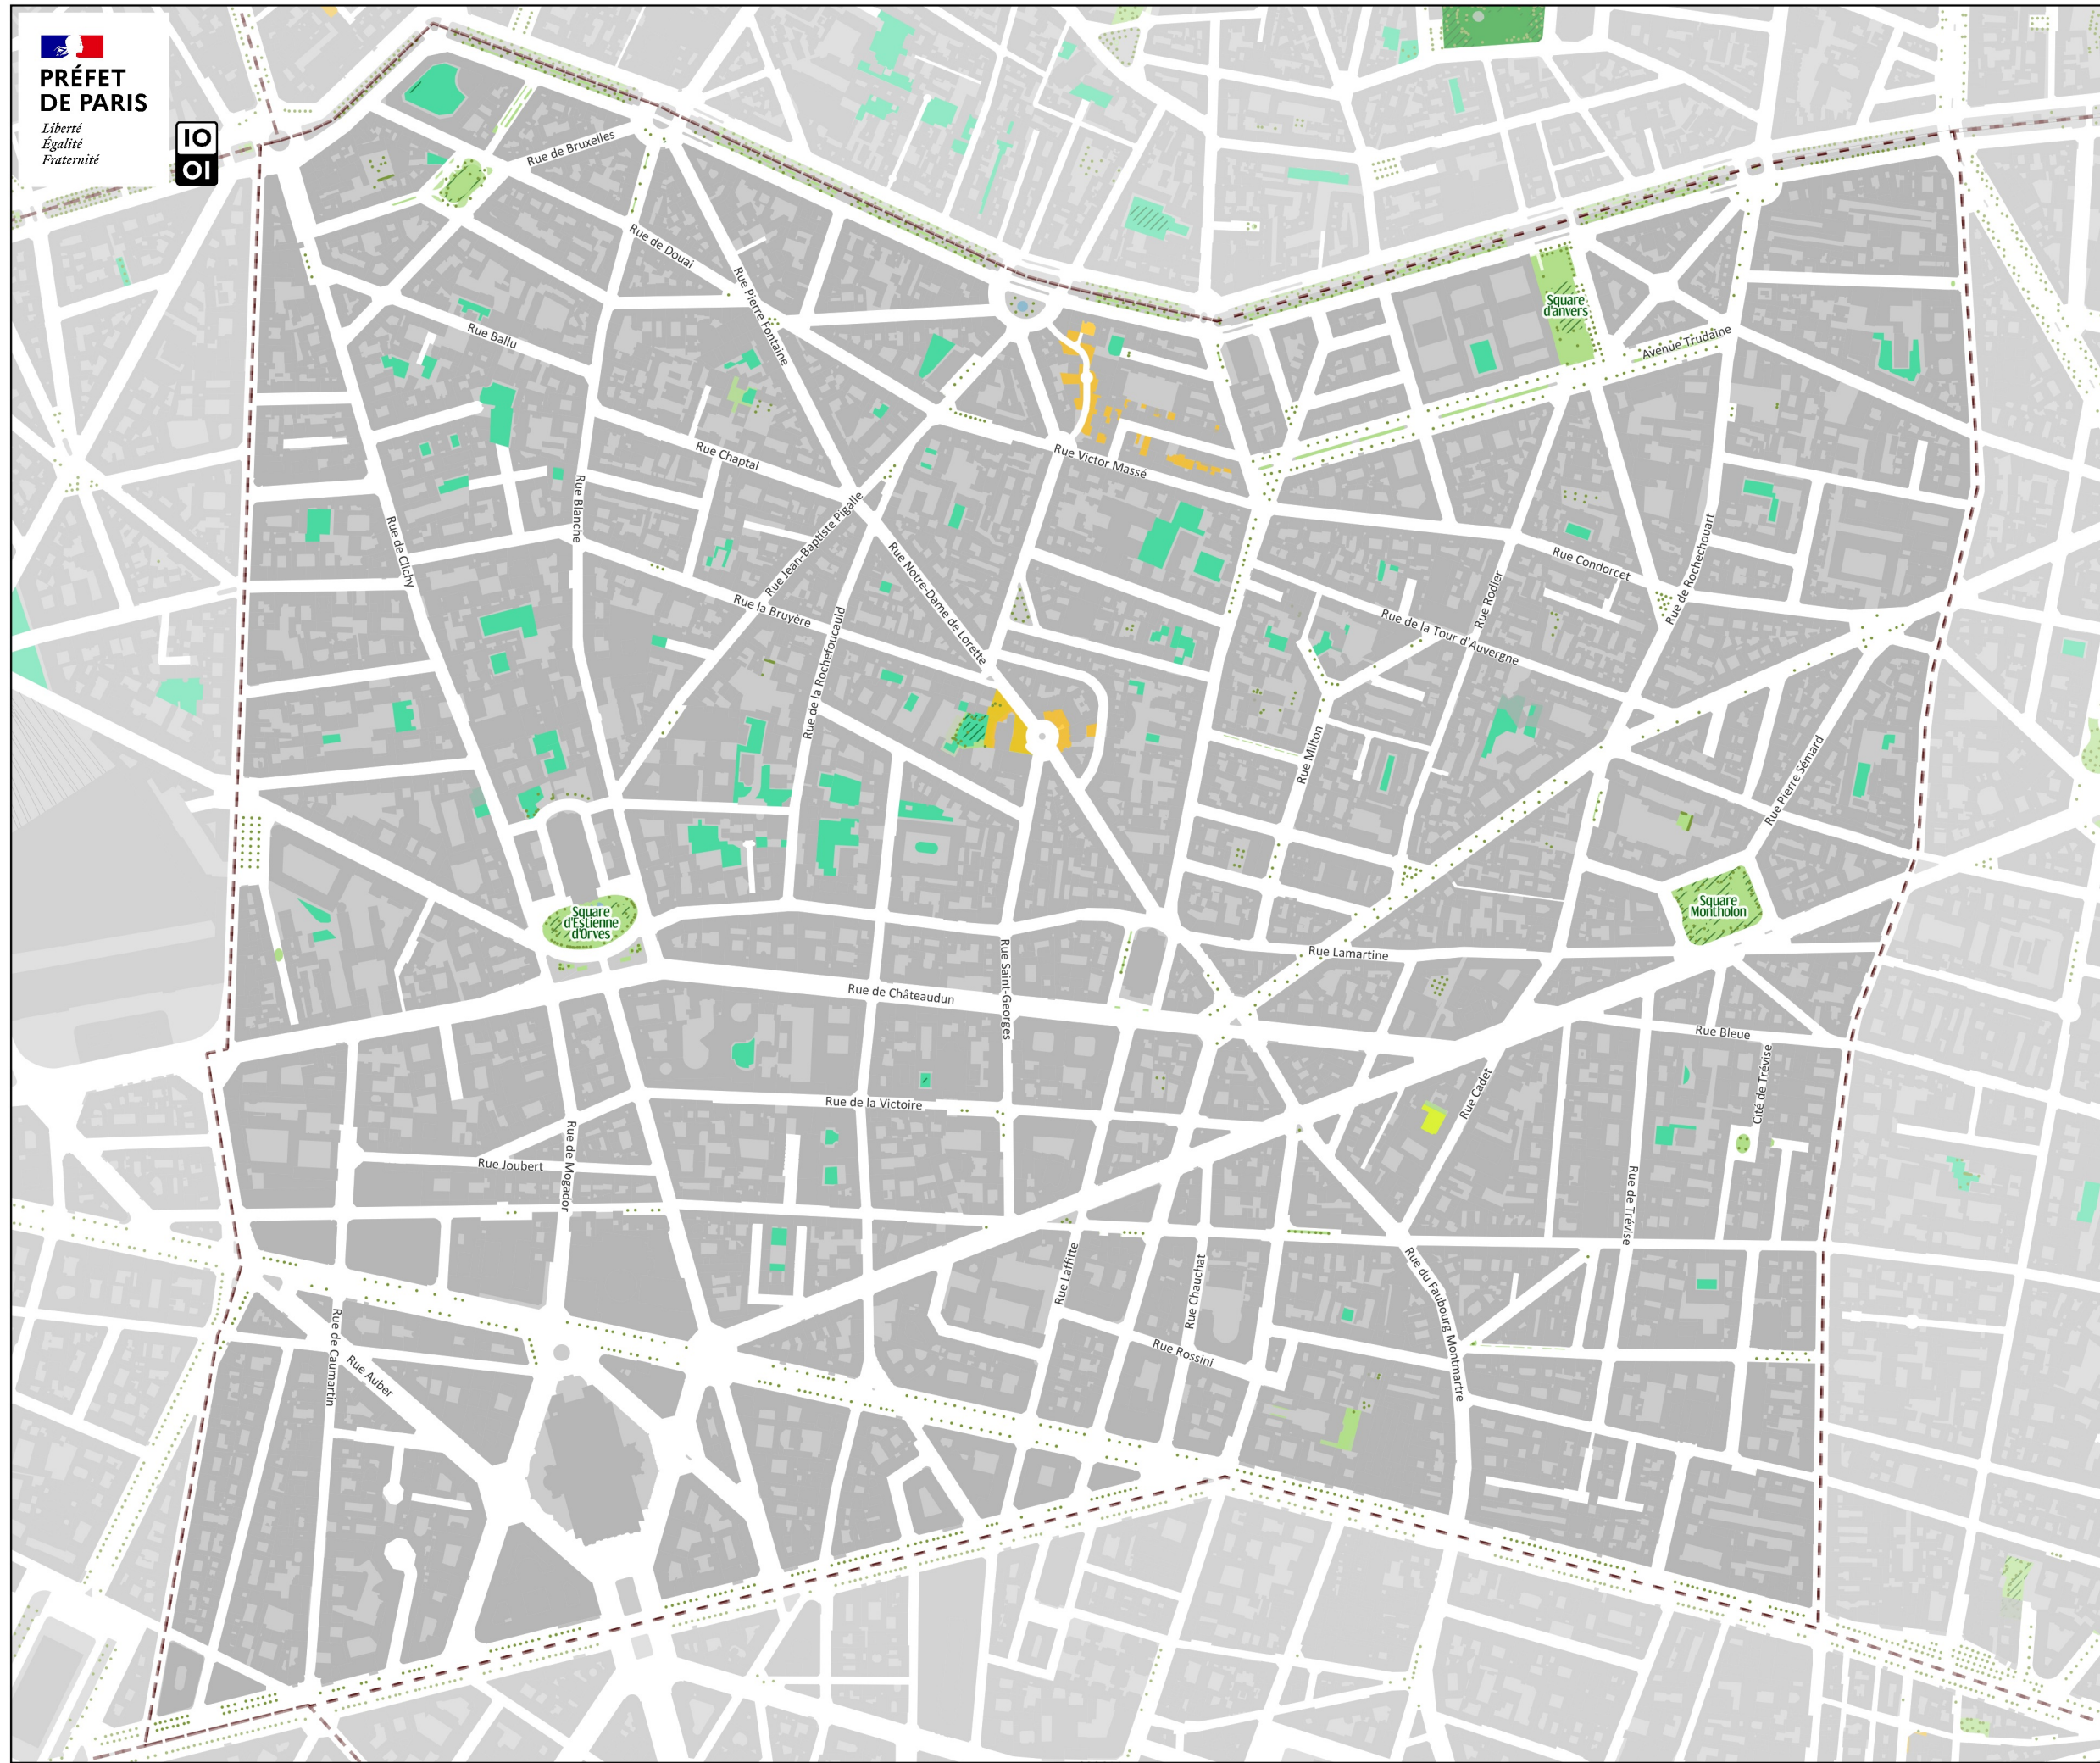 PRÉFET
DE PARIS
Liberté
Égalité
Fraternité
IO
OI
Rue de Bruxelles
Rue de Douai
Rue Pierre Fontaine
Rue Ballu
Square
d'anvers
Avenue Trudaine
Rue Chaptal
Rue Victor Massé
Rue Blanche
Rue de Clichy
Rue Jean-Baptiste Pigalle
Rue Notre-Dame de Lorette
Rue la Bruyère
Rue de la Rochefoucauld
Rue Condorcet
Rue de Rochechouart
Rue Rodier
Rue de la Tour d'Auvergne
Rue Milton
Rue Pierre Sémard
Square
d'Estienne
d'Orves
Square
Montholon
Rue Lamartine
Rue Saint-Georges
Rue de Châteaudun
Rue Bleue
Cité de Trévise
Rue Cadet
Rue de la Victoire
Rue Joubert
Rue de Mogador
Rue de Trévise
Rue Laffitte
Rue Chauchat
Rue du Faubourg Montmartre
Rue Rossini
Rue de Caumartin
Rue Auber